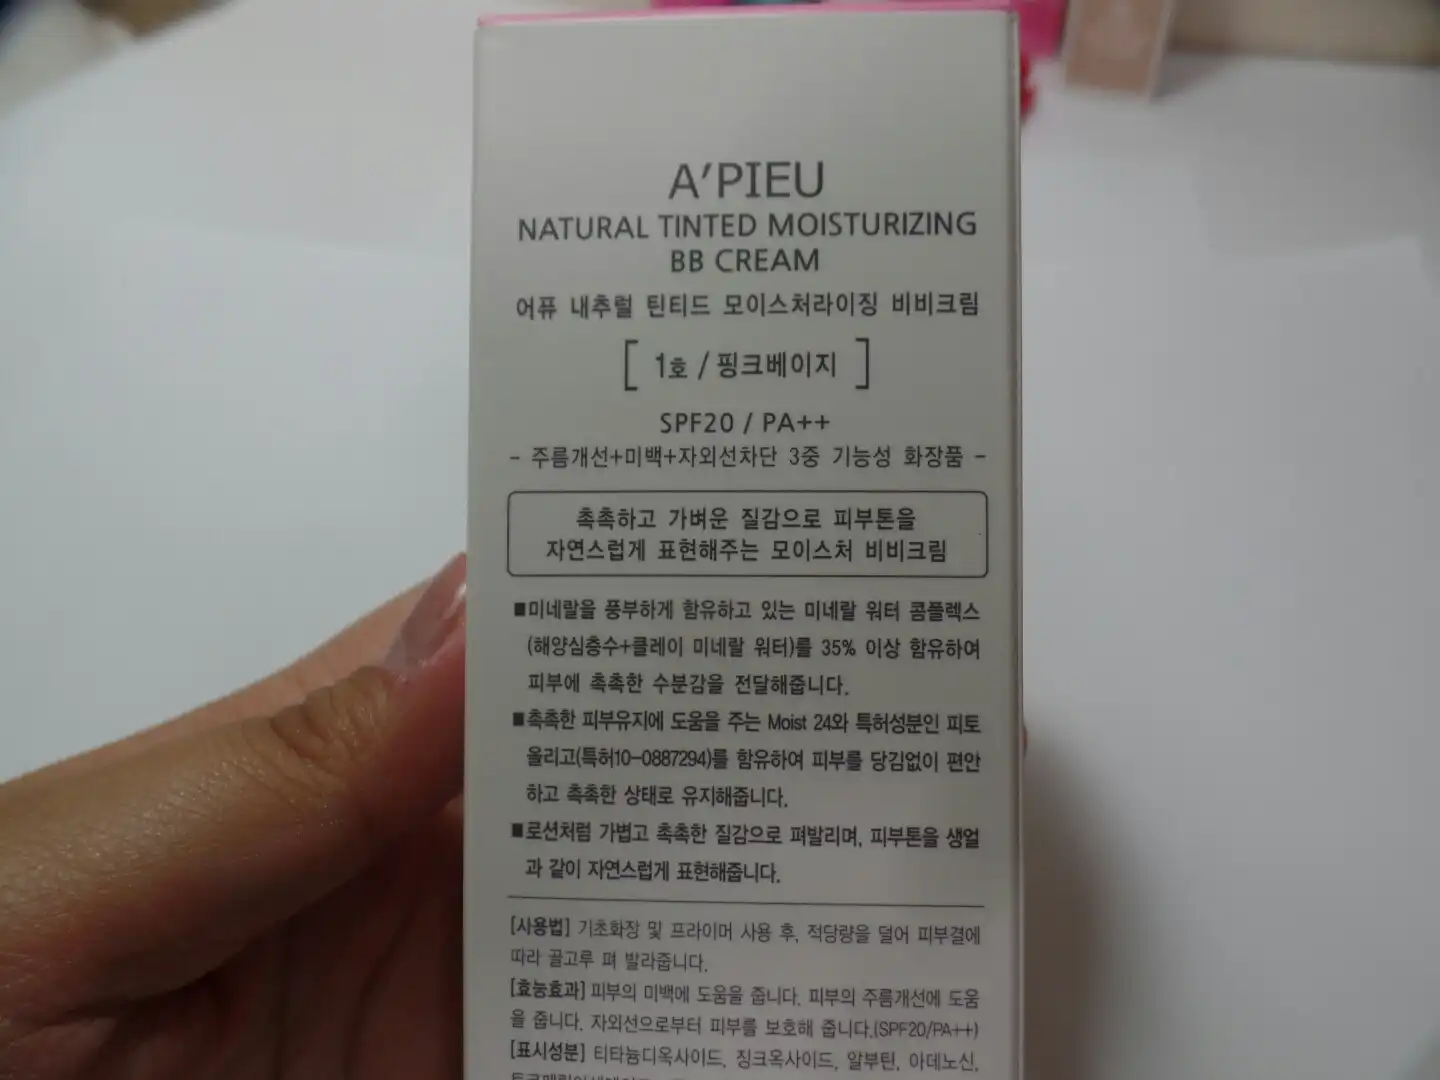 A'PIEU
NATURAL TINTED MOISTURIZING
BB CREAM
어퓨 내추럴 틴티드 모이스처라이징 비비크림
[ 1호 / 핑크베이지 ]
SPF20 / PA++
- 주름개선+미백+자외선차단 3중 기능성 화장품 -
촉촉하고 가벼운 질감으로 피부톤을
자연스럽게 표현해주는 모이스처 비비크림
■미네랄을 풍부하게 함유하고 있는 미네랄 워터 콤플렉스
(해양심층수+클레이 미네랄 워터)를 35% 이상 함유하여
피부에 촉촉한 수분감을 전달해줍니다.
■촉촉한 피부유지에 도움을 주는 Moist 24와 특허성분인 피토
올리고(특허10-0887294)를 함유하여 피부를 당김없이 편안
하고 촉촉한 상태로 유지해줍니다.
■로션처럼 가볍고 촉촉한 질감으로 펴발리며, 피부톤을 생얼
과 같이 자연스럽게 표현해줍니다.
[사용법] 기초화장 및 프라이머 사용 후, 적당량을 덜어 피부결에
따라 골고루 펴 발라줍니다.
[효능효과] 피부의 미백에 도움을 줍니다. 피부의 주름개선에 도움
을 줍니다. 자외선으로부터 피부를 보호해 줍니다.(SPF20/PA++)
[표시성분] 티타늄디옥사이드, 징크옥사이드, 알부틴, 아데노신,